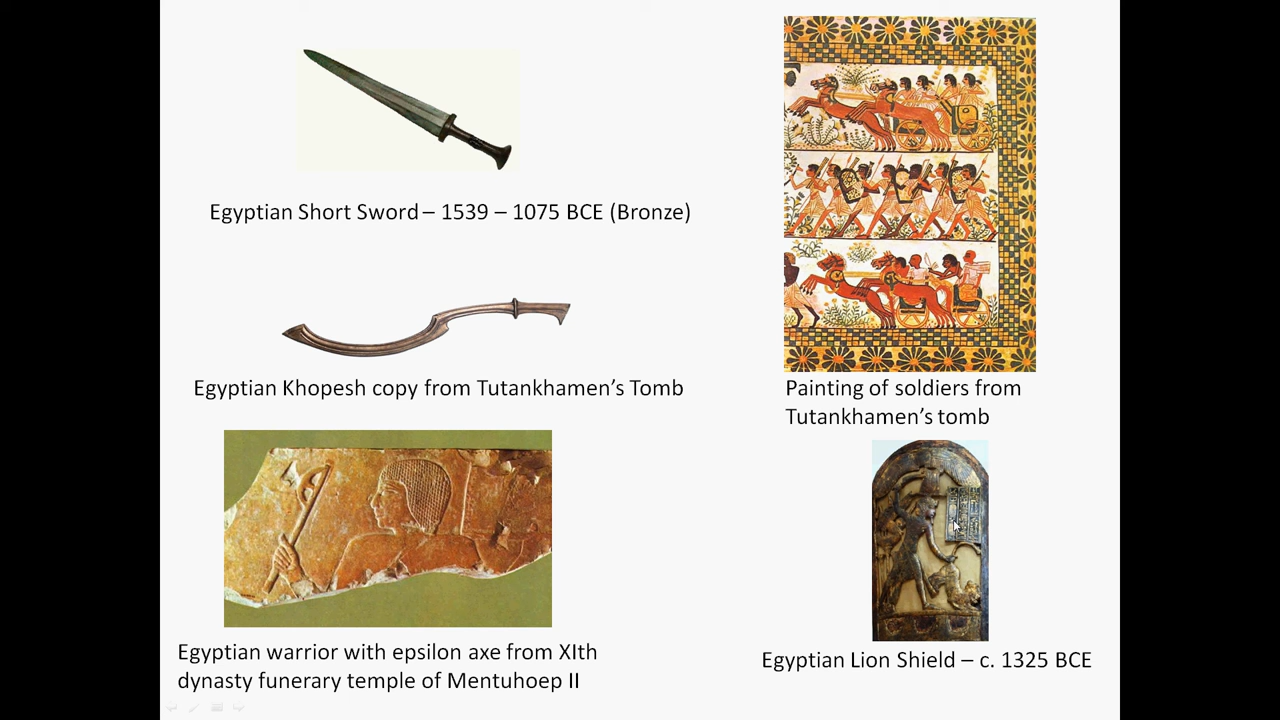 Egyptian Short Sword – 1539 – 1075 BCE (Bronze)
Egyptian Khopesh copy from Tutankhamen’s Tomb
Painting of soldiers from
Tutankhamen’s tomb
Egyptian warrior with epsilon axe from XIth
dynasty funerary temple of Mentuhoep II
Egyptian Lion Shield – c. 1325 BCE